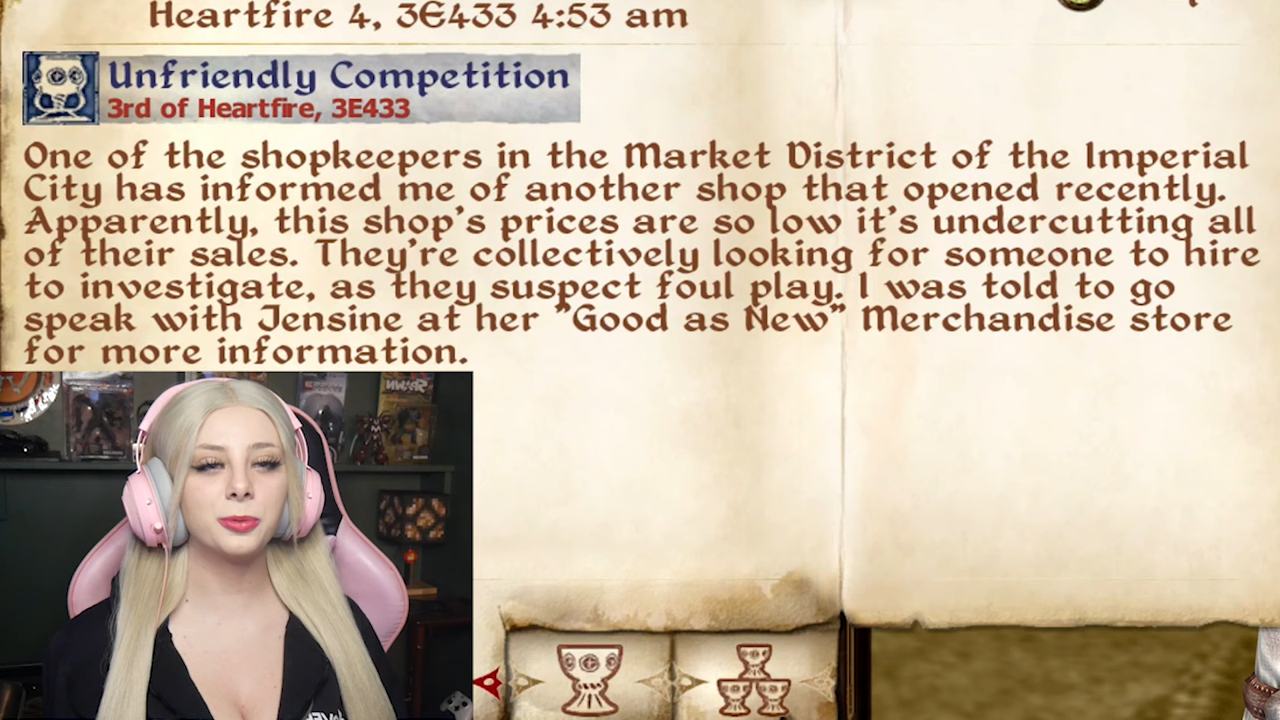 Heartfire 4, 3E433 4:53 am
Unfriendly Competition
3rd of Heartfire, 3E433
One of the shopkeepers in the Market District of the Imperial
City has informed me of another shop that opened recently.
Apparently, this shop's prices are so low it's undercutting all
of their sales. They're collectively looking for someone to hire
to investigate, as they suspect foul play. I was told to go
speak with Jensine at her "Good as New" Merchandise store
for more information.